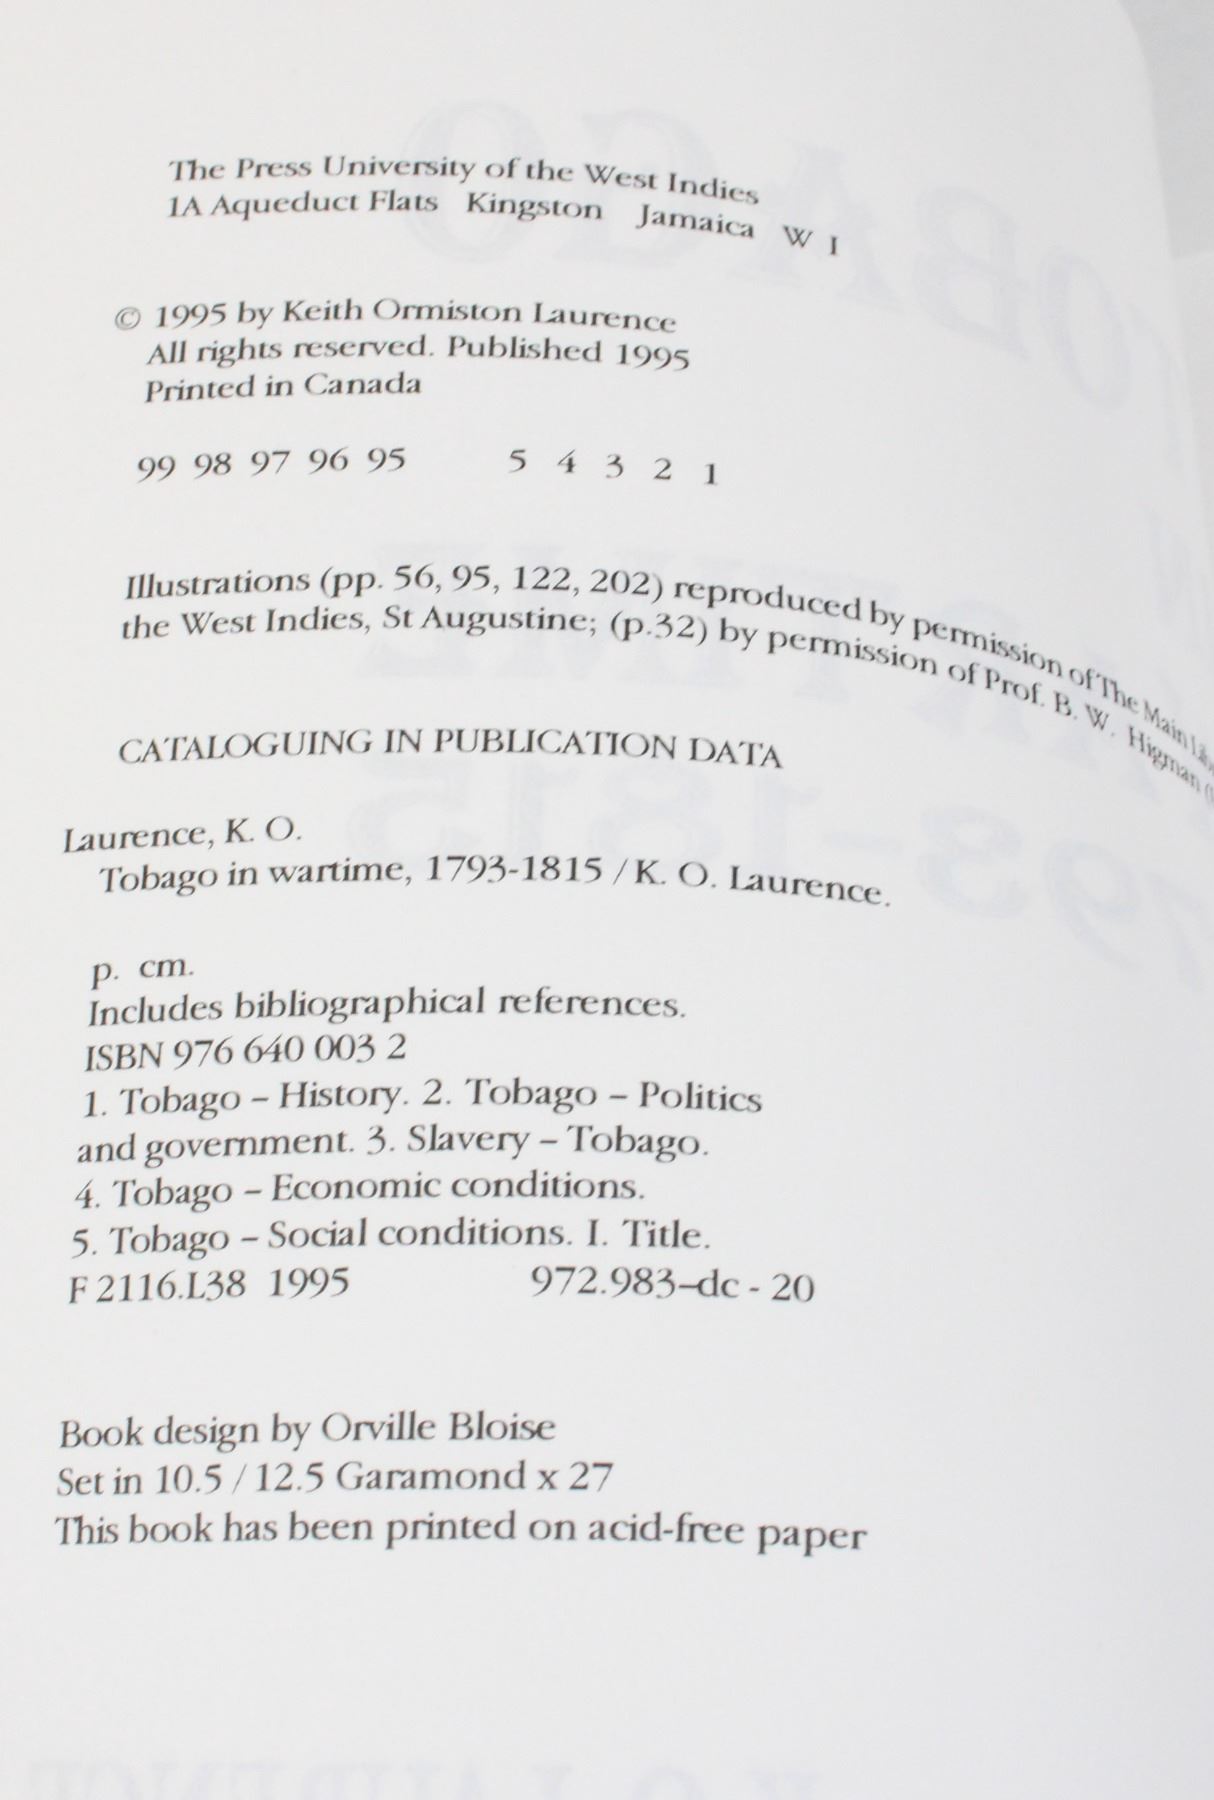 The Press University of the West Indies
1A Aqueduct Flats Kingston Jamaica W I
© 1995 by Keith Ormiston Laurence
All rights reserved. Published 1995
Printed in Canada
99 98 97 96 95 5 4 3 2 1
Illustrations (pp. 56, 95, 122, 202) reproduced by permission of The Main
the West Indies, St Augustine; (p.32) by permission of Prof. B. W. Higman
CATALOGUING IN PUBLICATION DATA
Laurence, K. O.
Tobago in wartime, 1793-1815 / K. O. Laurence.
p. cm.
Includes bibliographical references.
ISBN 976 640 003 2
1. Tobago – History. 2. Tobago – Politics
and government. 3. Slavery – Tobago.
4. Tobago – Economic conditions.
5. Tobago – Social conditions. I. Title.
F 2116.L38 1995 972.983–dc - 20
Book design by Orville Bloise
Set in 10.5 / 12.5 Garamond x 27
This book has been printed on acid-free paper